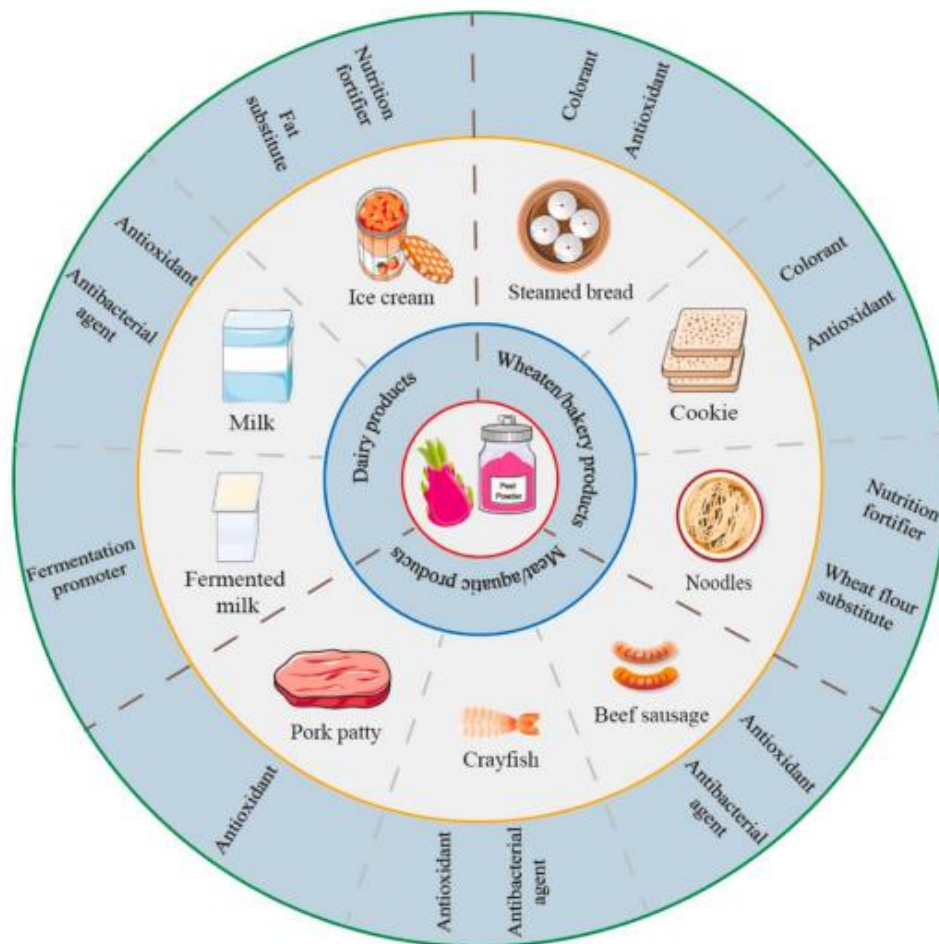 Nutrition
fortifier
Fat
substitute
Colorant
Antioxidant
Antioxidant
Antibacterial
agent
Colorant
Antioxidant
Ice cream
Steamed bread
Milk
Cookie
Dairy products
Wheaten/bakery products
Peel
Powder
Meat/aquatic products
Fermented
milk
Noodles
Fermentation
promoter
Nutrition
fortifier
Wheat flour
substitute
Pork patty
Crayfish
Beef sausage
Antioxidant
Antioxidant
Antibacterial
agent
Antioxidant
Antibacterial
agent